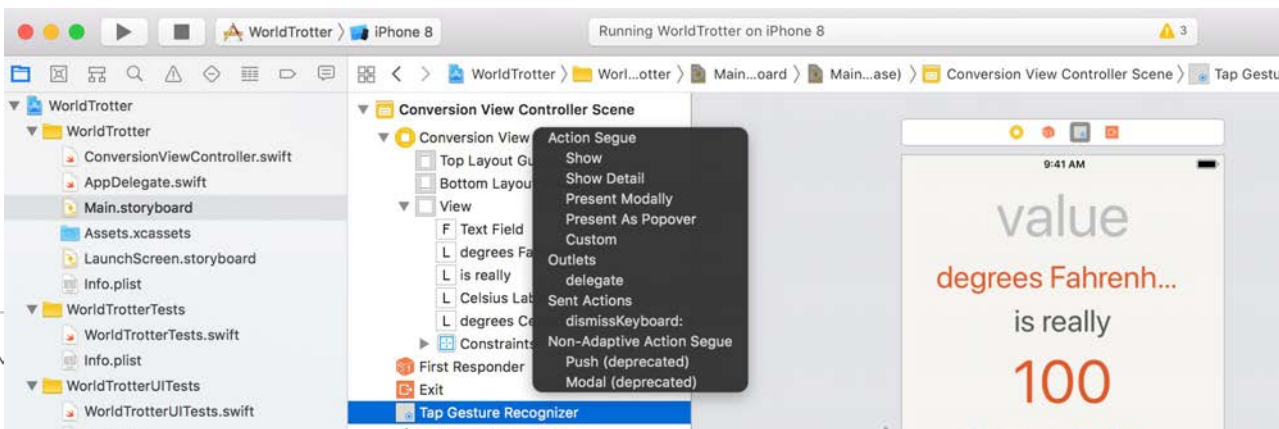 WorldTrotter 〉 iPhone 8
Running WorldTrotter on iPhone 8
3
WorldTrotter 〉 Worl...otter 〉 Main...oard 〉 Main...ase) 〉 Conversion View Controller Scene 〉 Tap Gestu
WorldTrotter
WorldTrotter
ConversionViewController.swift
AppDelegate.swift
Main.storyboard
Assets.xcassets
LaunchScreen.storyboard
Info.plist
WorldTrotterTests
WorldTrotterTests.swift
Info.plist
WorldTrotterUITests
WorldTrotterUITests.swift
Conversion View Controller Scene
Conversion View
Top Layout Gu
Bottom Layou
View
F Text Field
L degrees Fa
L is really
L Celsius Lab
L degrees Ce
Constraints
First Responder
Exit
Tap Gesture Recognizer
Action Segue
Show
Show Detail
Present Modally
Present As Popover
Custom
Outlets
delegate
Sent Actions
dismissKeyboard:
Non-Adaptive Action Segue
Push (deprecated)
Modal (deprecated)
9:41 AM
value
degrees Fahrenh...
is really
100